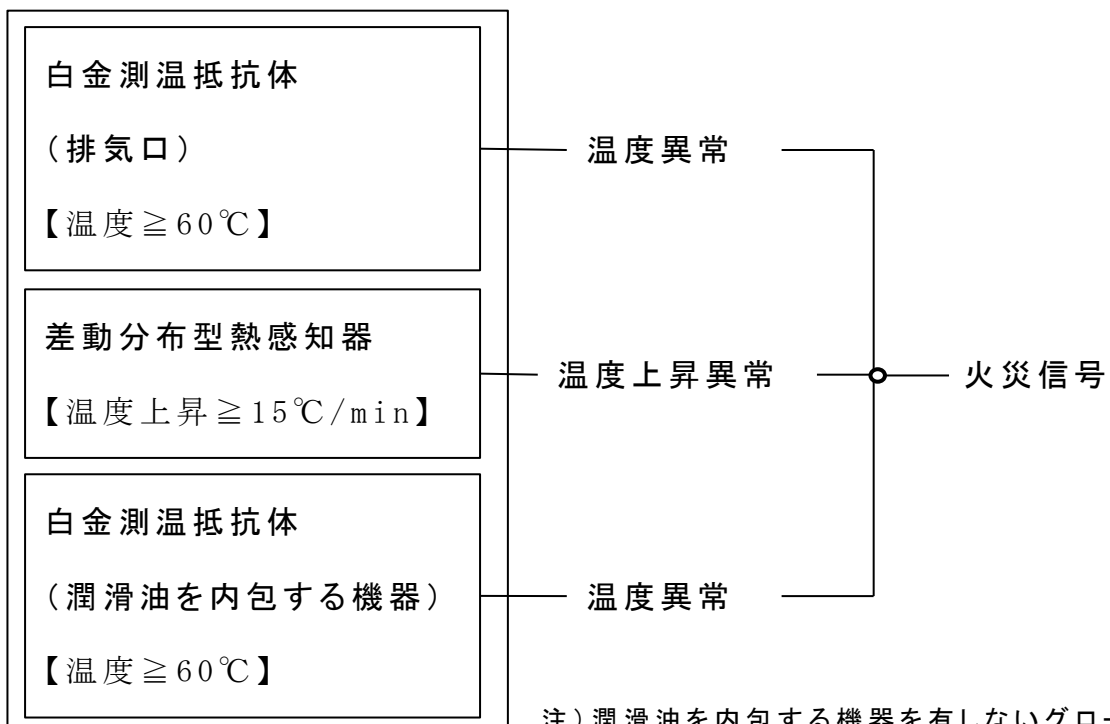 白金測温抵抗体
（排気口）
【温度≧60℃】
温度異常
差動分布型熱感知器
【温度上昇≧15℃/min】
温度上昇異常
火災信号
白金測温抵抗体
（潤滑油を内包する機器）
【温度≧60℃】
温度異常
注）潤滑油を内包する機器を有しないグロー